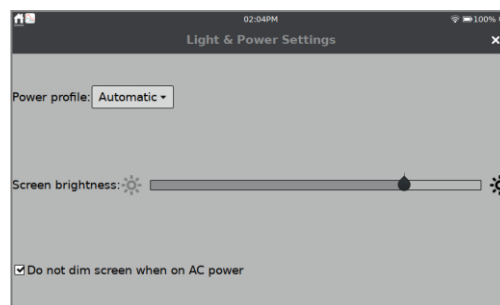 02:04PM
100%
Light & Power Settings
Power profile: Automatic
Screen brightness:
Do not dim screen when on AC power